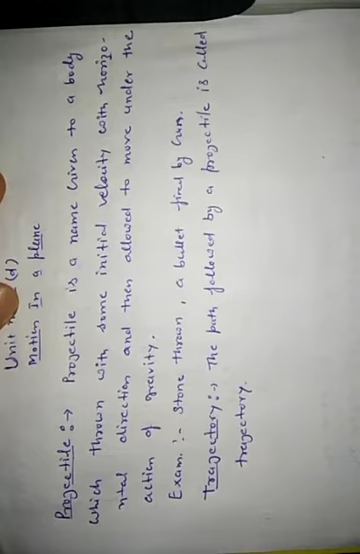 Unit (d)
Motion In a plane
Projectile :→ Projectile is a name Given to a body
which thrown with some initial velocity with horizo-
ntal direction and then allowed to move under the
action of gravity.
Exam. :- Stone thrown, a bullet fired by Gun.
Trajectory :→ The path followed by a projectile is called
trajectory.